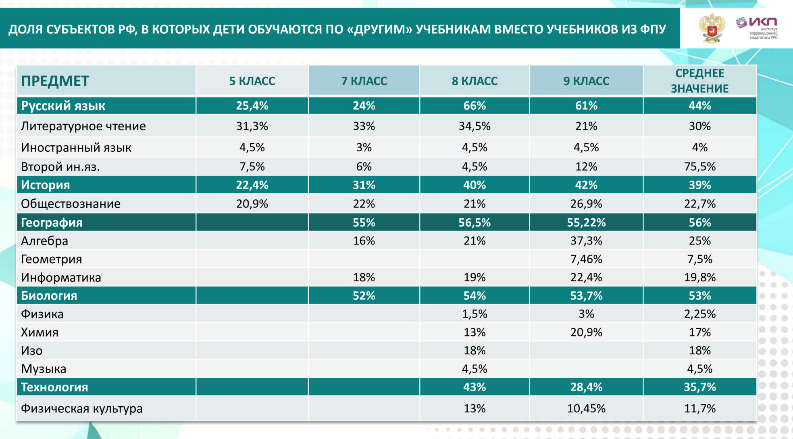 ДОЛЯ СУБЪЕКТОВ РФ, В КОТОРЫХ ДЕТИ ОБУЧАЮТСЯ ПО «ДРУГИМ» УЧЕБНИКАМ ВМЕСТО УЧЕБНИКОВ ИЗ ФПУ
ИКП
ПРЕДМЕТ 5 КЛАСС 7 КЛАСС 8 КЛАСС 9 КЛАСС СРЕДНЕЕ ЗНАЧЕНИЕ
Русский язык 25,4% 24% 66% 61% 44%
Литературное чтение 31,3% 33% 34,5% 21% 30%
Иностранный язык 4,5% 3% 4,5% 4,5% 4%
Второй ин.яз. 7,5% 6% 4,5% 12% 75,5%
История 22,4% 31% 40% 42% 39%
Обществознание 20,9% 22% 21% 26,9% 22,7%
География 55% 56,5% 55,22% 56%
Алгебра 16% 21% 37,3% 25%
Геометрия 7,46% 7,5%
Информатика 18% 19% 22,4% 19,8%
Биология 52% 54% 53,7% 53%
Физика 1,5% 3% 2,25%
Химия 13% 20,9% 17%
Изо 18% 18%
Музыка 4,5% 4,5%
Технология 43% 28,4% 35,7%
Физическая культура 13% 10,45% 11,7%